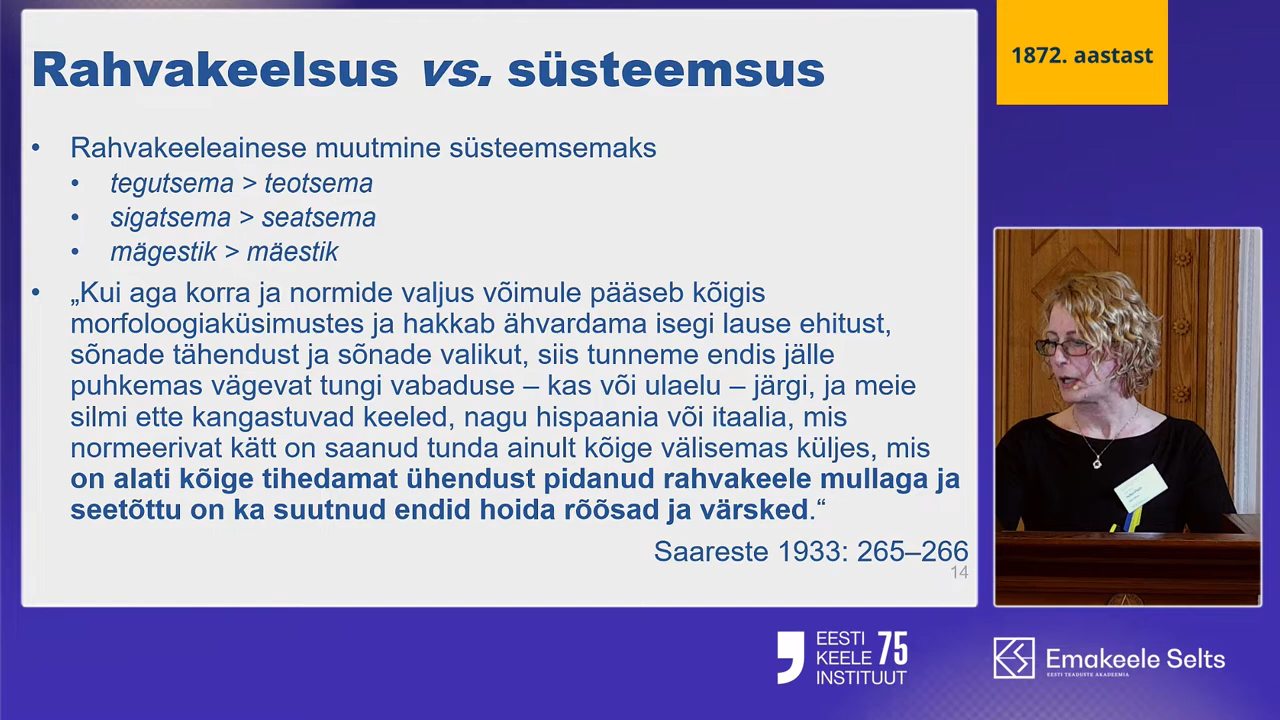 Rahvakeelsus vs. süsteemsus
1872. aastast
• Rahvakeeleainese muutmine süsteemsemaks
• tegutsema > teotsema
• sigatsema > seatsema
• mägestik > mäestik
• „Kui aga korra ja normide valjus võimule pääseb kõigis
morfoloogiaküsimustes ja hakkab ähvardama isegi lause ehitust,
sõnade tähendust ja sõnade valikut, siis tunneme endis jälle
puhkemas vägevat tungi vabaduse – kas või ulaelu – järgi, ja meie
silmi ette kangastuvad keeled, nagu hispaania või itaalia, mis
normeerivat kätt on saanud tunda ainult kõige välisemas küljes, mis
on alati kõige tihedamat ühendust pidanud rahvakeele mullaga ja
seetõttu on ka suutnud endid hoida röösad ja värsked.“
Saareste 1933: 265–266
14
EESTI
KEELE 75
INSTITUUT
Emakeele Selts
EESTI TEADUSTE AKADEEMIA